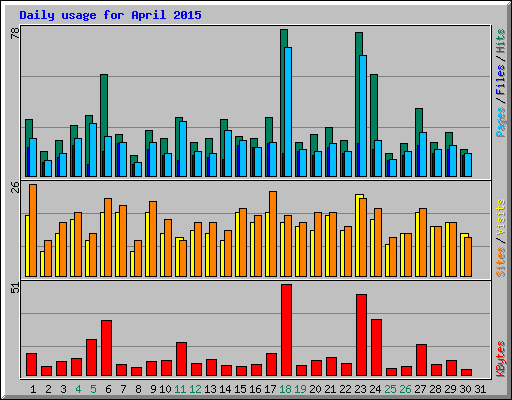 Daily usage for April 2015
78
Pages / Files / Hits
26
Sites / Visits
51
KBytes
1 2 3 4 5 6 7 8 9 10 11 12 13 14 15 16 17 18 19 20 21 22 23 24 25 26 27 28 29 30 31